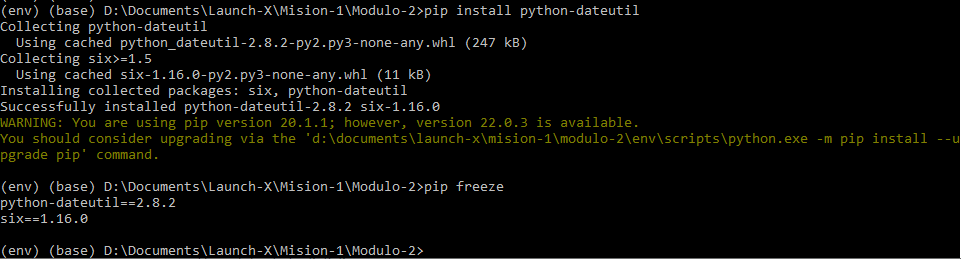 (env) (base) D:\Documents\Launch-X\Mision-1\Modulo-2>pip install python-dateutil
Collecting python-dateutil
  Using cached python_dateutil-2.8.2-py2.py3-none-any.whl (247 kB)
Collecting six>=1.5
  Using cached six-1.16.0-py2.py3-none-any.whl (11 kB)
Installing collected packages: six, python-dateutil
Successfully installed python-dateutil-2.8.2 six-1.16.0
WARNING: You are using pip version 20.1.1; however, version 22.0.3 is available.
You should consider upgrading via the 'd:\documents\launch-x\mision-1\modulo-2\env\scripts\python.exe -m pip install --u
pgrade pip' command.
(env) (base) D:\Documents\Launch-X\Mision-1\Modulo-2>pip freeze
python-dateutil==2.8.2
six==1.16.0
(env) (base) D:\Documents\Launch-X\Mision-1\Modulo-2>